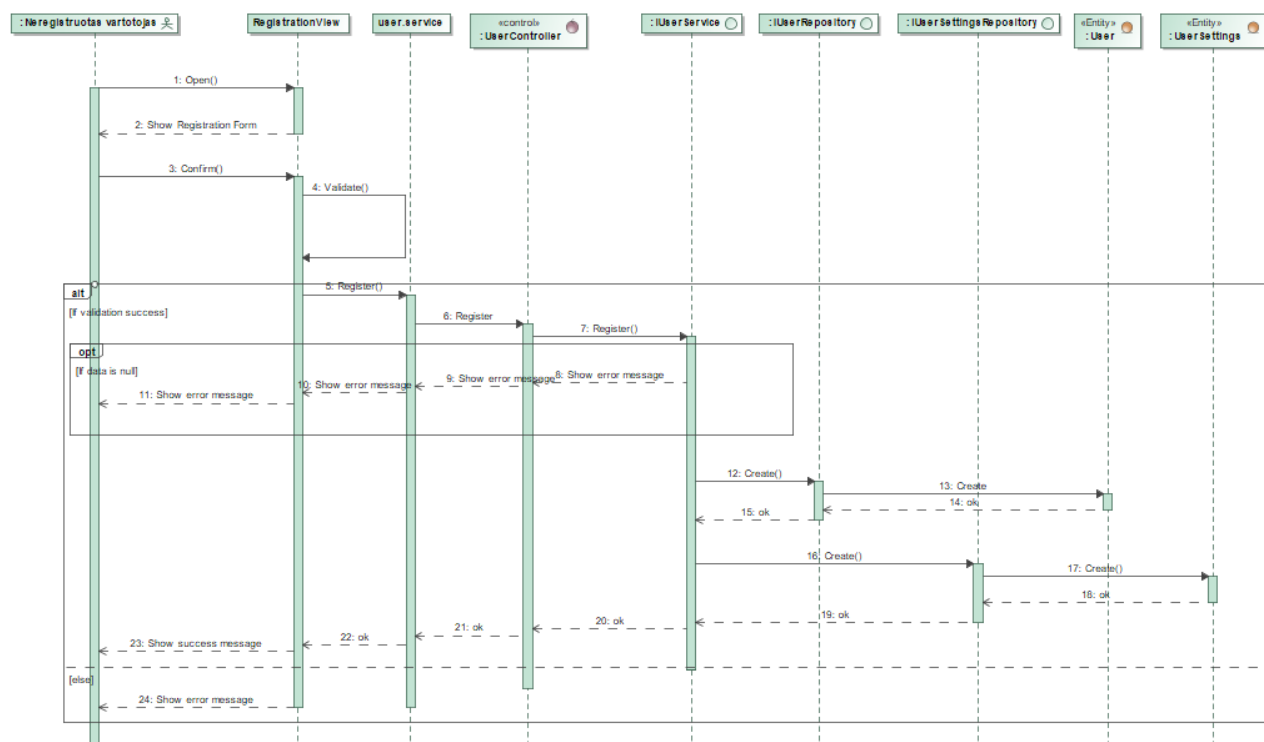 : Neregistruotas vartotojas
RegistrationView
user.service
«control»
: UserController
: IUserService
: IUserRepository
: IUserSettingsRepository
«Entity»
: User
«Entity»
: UserSettings
1: Open()
2: Show Registration Form
3: Confirm()
4: Validate()
alt
[If validation success]
5: Register()
6: Register
7: Register()
opt
[If data is null]
8: Show error message
9: Show error message
10: Show error message
11: Show error message
12: Create()
13: Create
14: ok
15: ok
16: Create()
17: Create()
18: ok
19: ok
20: ok
21: ok
22: ok
23: Show success message
[else]
24: Show error message